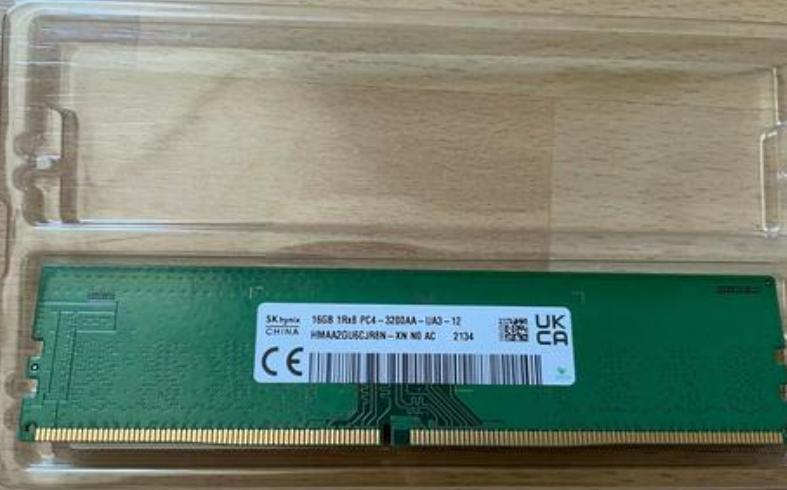 SK hynix
CHINA
16GB 1Rx8 PC4-3200AA-UA3-12
HMAA2GU6CJR8N-XN N0 AC 2134
CE
UK
CA